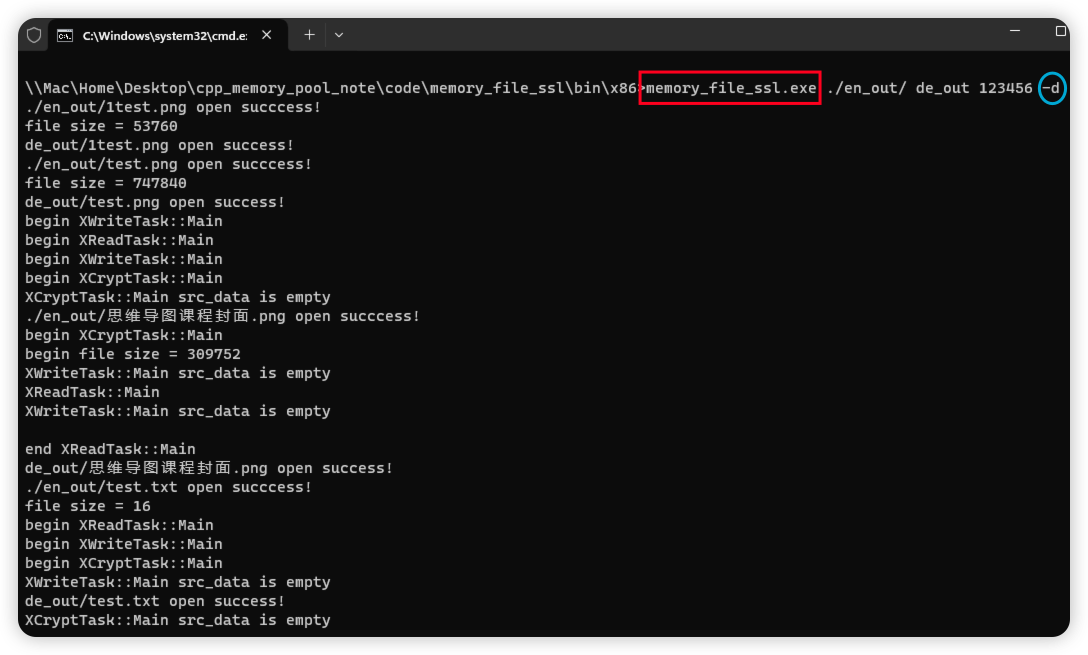 C:\Windows\system32\cmd.e:
\\Mac\Home\Desktop\cpp_memory_pool_note\code\memory_file_ssl\bin\x86>memory_file_ssl.exe ./en_out/ de_out 123456 -d
./en_out/1test.png open succcess!
file size = 53760
de_out/1test.png open success!
./en_out/test.png open succcess!
file size = 747840
de_out/test.png open success!
begin XWriteTask::Main
begin XReadTask::Main
begin XWriteTask::Main
begin XCryptTask::Main
XCryptTask::Main src_data is empty
./en_out/思维导图课程封面.png open succcess!
begin XCryptTask::Main
begin file size = 309752
XWriteTask::Main src_data is empty
XReadTask::Main
XWriteTask::Main src_data is empty
end XReadTask::Main
de_out/思维导图课程封面.png open success!
./en_out/test.txt open succcess!
file size = 16
begin XReadTask::Main
begin XWriteTask::Main
begin XCryptTask::Main
XWriteTask::Main src_data is empty
de_out/test.txt open success!
XCryptTask::Main src_data is empty